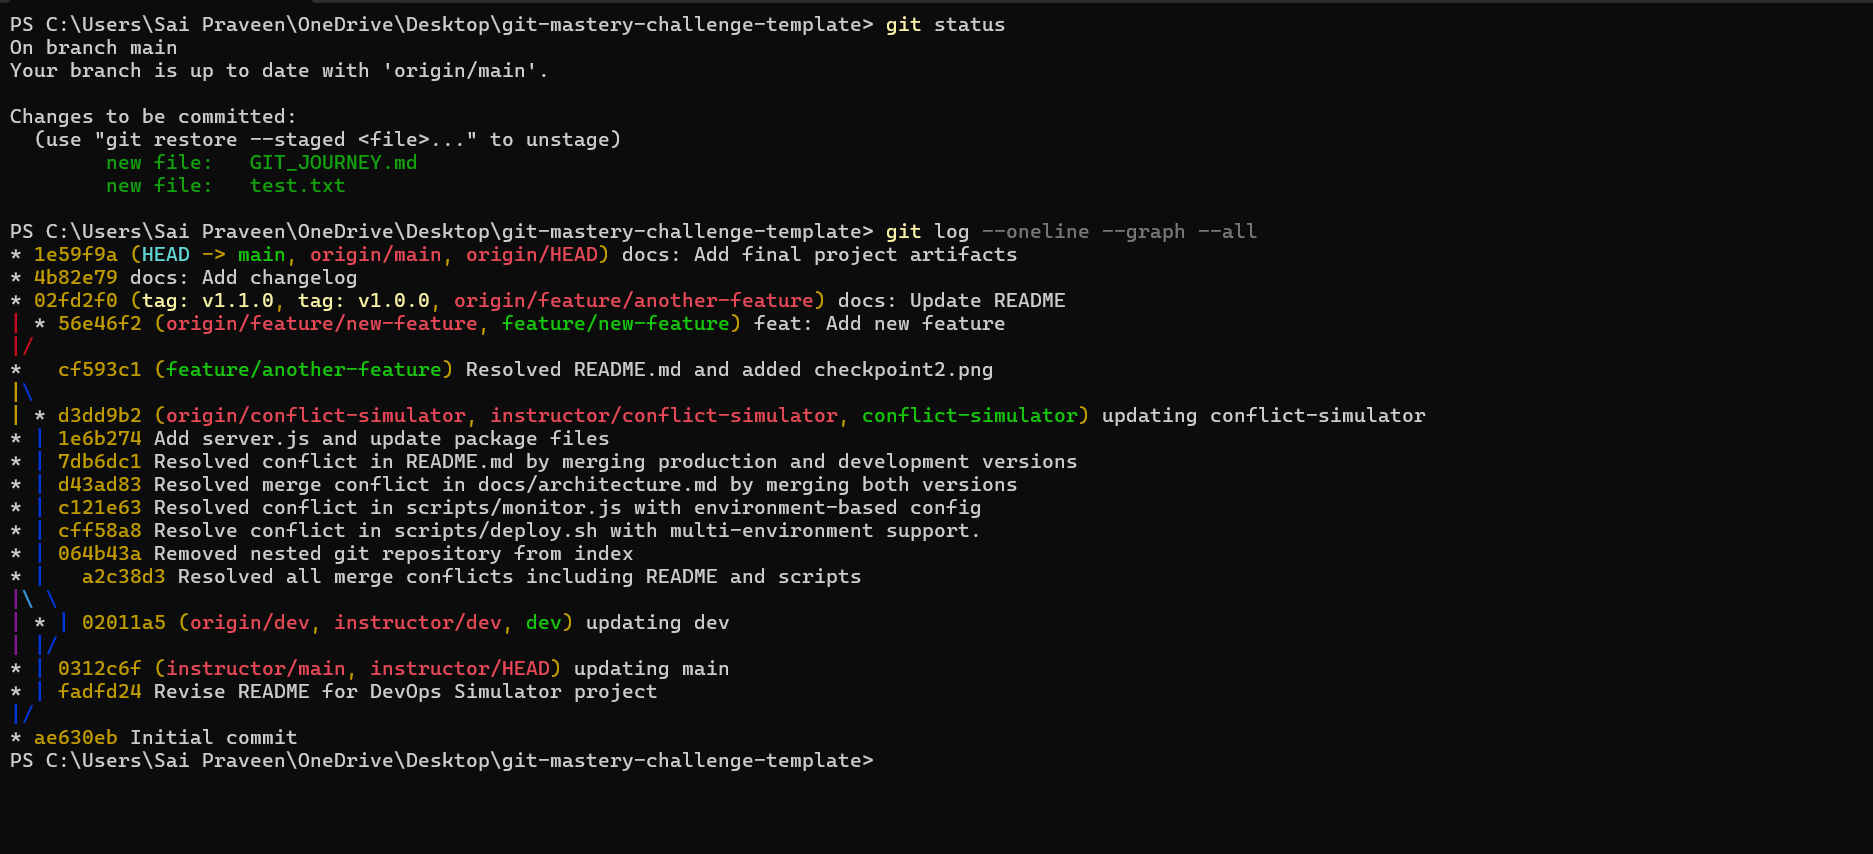 PS C:\Users\Sai Praveen\OneDrive\Desktop\git-mastery-challenge-template> git status
On branch main
Your branch is up to date with 'origin/main'.
Changes to be committed:
  (use "git restore --staged <file>..." to unstage)
        new file:   GIT_JOURNEY.md
        new file:   test.txt
PS C:\Users\Sai Praveen\OneDrive\Desktop\git-mastery-challenge-template> git log --oneline --graph --all
* 1e59f9a (HEAD -> main, origin/main, origin/HEAD) docs: Add final project artifacts
* 4b82e79 docs: Add changelog
* 02fd2f0 (tag: v1.1.0, tag: v1.0.0, origin/feature/another-feature) docs: Update README
| * 56e46f2 (origin/feature/new-feature, feature/new-feature) feat: Add new feature
|/
*   cf593c1 (feature/another-feature) Resolved README.md and added checkpoint2.png
|\
| * d3dd9b2 (origin/conflict-simulator, instructor/conflict-simulator, conflict-simulator) updating conflict-simulator
* | 1e6b274 Add server.js and update package files
* | 7db6dc1 Resolved conflict in README.md by merging production and development versions
* | d43ad83 Resolved merge conflict in docs/architecture.md by merging both versions
* | c121e63 Resolved conflict in scripts/monitor.js with environment-based config
* | cff58a8 Resolve conflict in scripts/deploy.sh with multi-environment support.
* | 064b43a Removed nested git repository from index
* |   a2c38d3 Resolved all merge conflicts including README and scripts
|\ \
| * | 02011a5 (origin/dev, instructor/dev, dev) updating dev
| |/
* | 0312c6f (instructor/main, instructor/HEAD) updating main
* | fadfd24 Revise README for DevOps Simulator project
|/
* ae630eb Initial commit
PS C:\Users\Sai Praveen\OneDrive\Desktop\git-mastery-challenge-template>